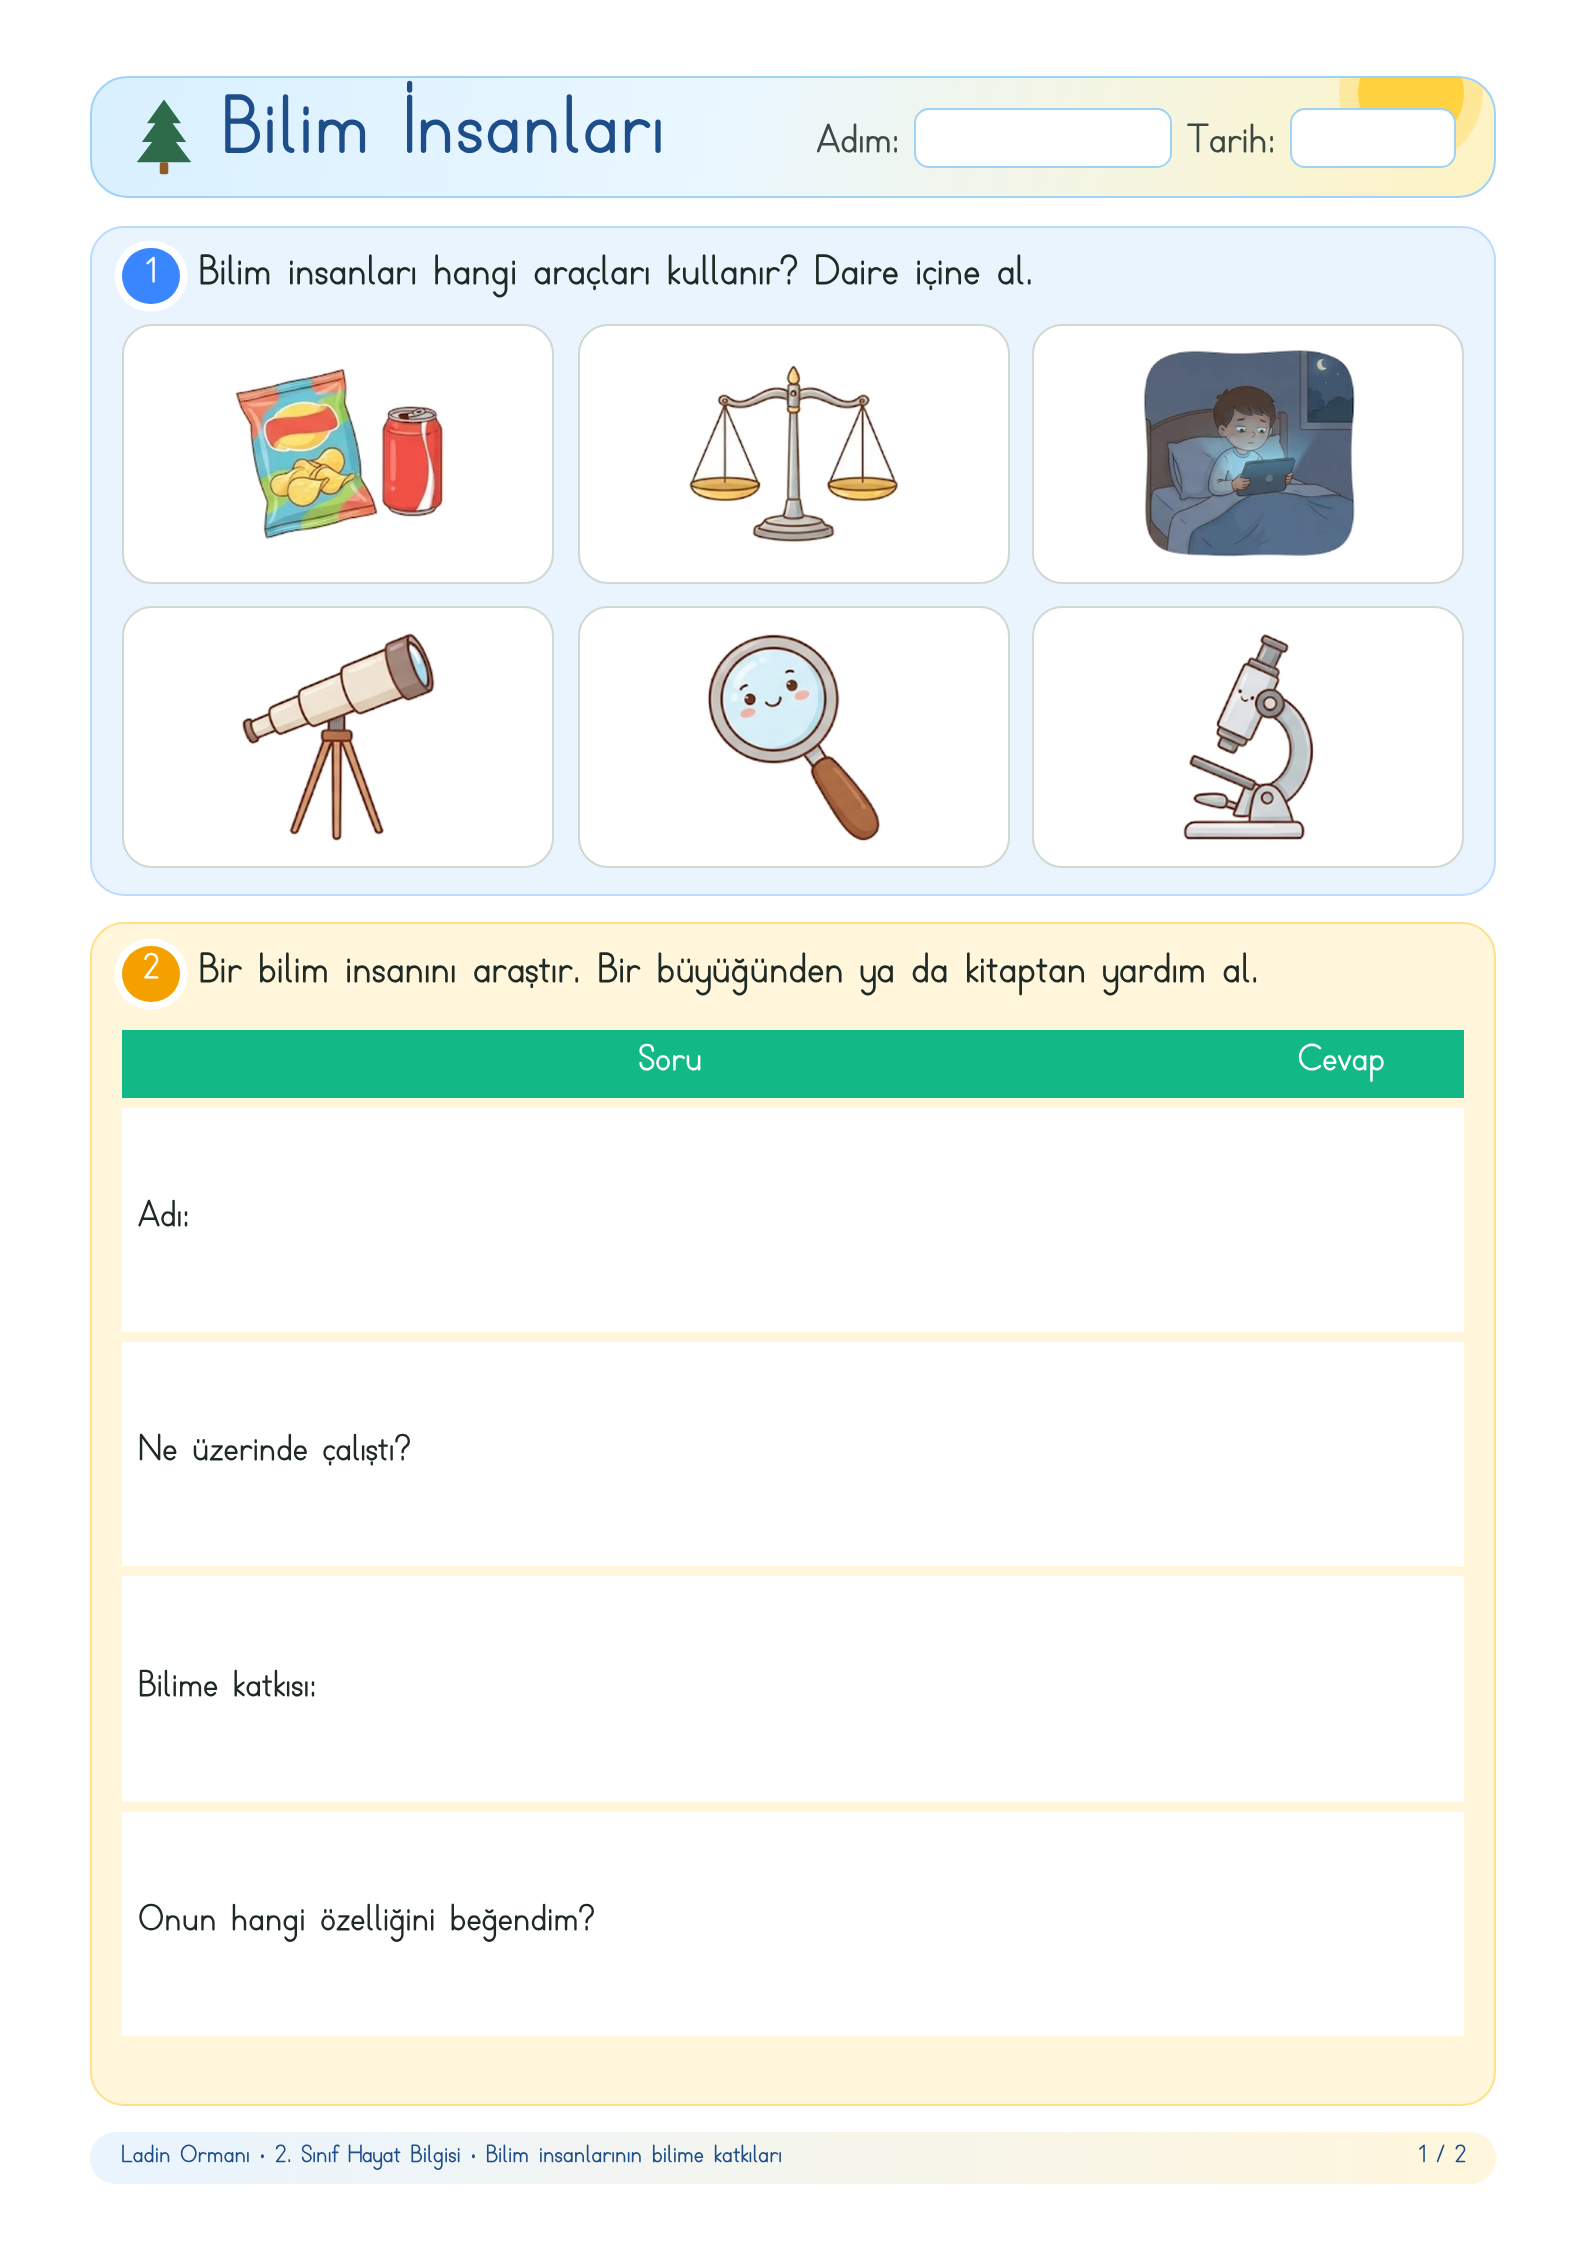 Bilim İnsanları
Adım:
Tarih:
1 Bilim insanları hangi araçları kullanır? Daire içine al.
2 Bir bilim insanını araştır. Bir büyüğünden ya da kitaptan yardım al.
Soru Cevap
Adı:
Ne üzerinde çalıştı?
Bilime katkısı:
Onun hangi özelliğini beğendim?
Ladin Ormanı • 2. Sınıf Hayat Bilgisi • Bilim insanlarının bilime katkıları 1 / 2